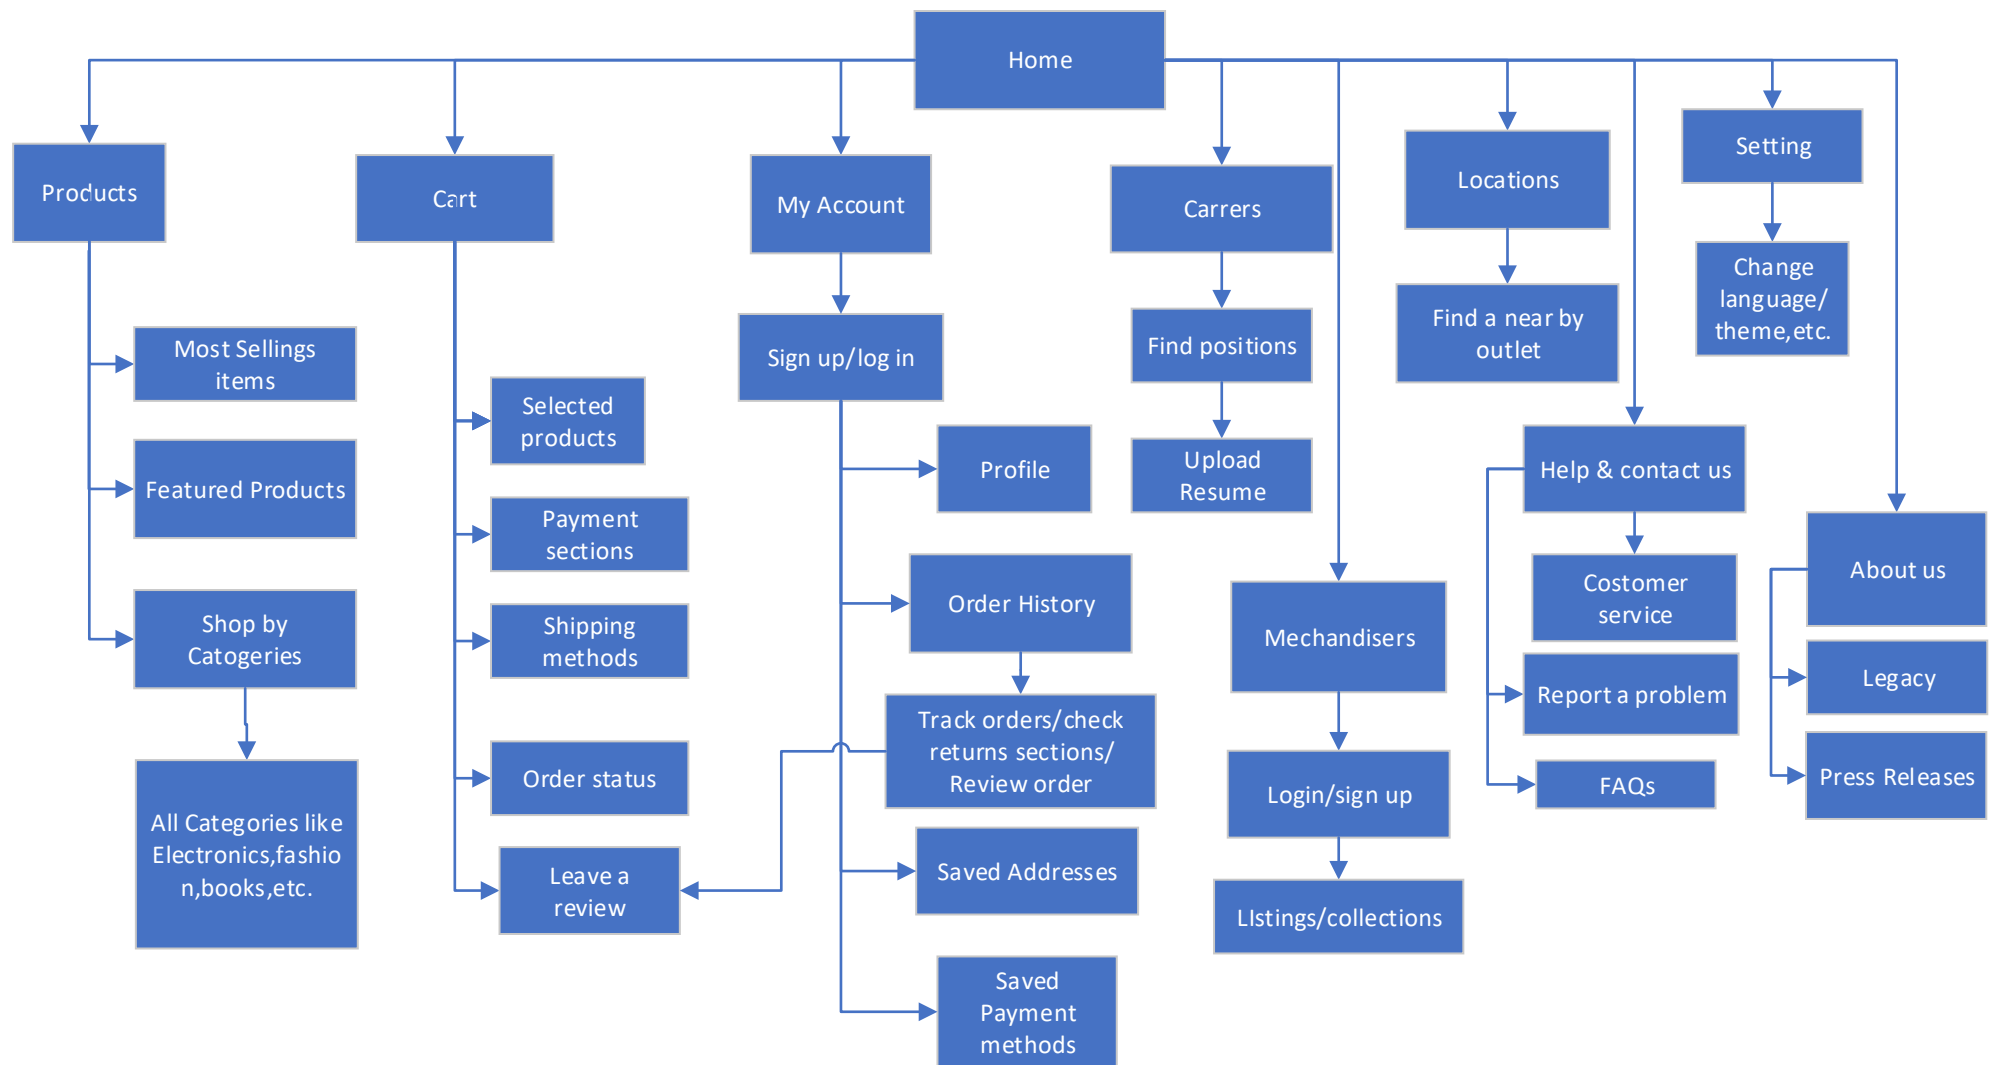 Home
Products
Cart
My Account
Carrers
Locations
Setting
Most Sellings
items
Featured Products
Shop by
Catogeries
All Categories like
Electronics,fashio
n,books,etc.
Selected
products
Payment
sections
Shipping
methods
Order status
Leave a
review
Sign up/log in
Profile
Order History
Track orders/check
returns sections/
Review order
Saved Addresses
Saved
Payment
methods
Find positions
Upload
Resume
Mechandisers
Login/sign up
LIstings/collections
Find a near by
outlet
Help & contact us
Costomer
service
Report a problem
FAQs
Change
language/
theme,etc.
About us
Legacy
Press Releases